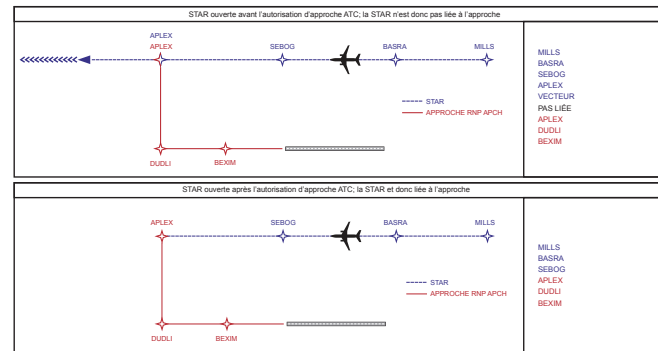 STAR ouverte avant l'autorisation d'approche ATC; la STAR n'est donc pas liée à l'approche
APLEX
APLEX
SEBOG
BASRA
MILLS
STAR
APPROCHE RNP APCH
DUDLI
BEXIM
MILLS
BASRA
SEBOG
APLEX
VECTEUR
PAS LIÉE
APLEX
DUDLI
BEXIM
STAR ouverte après l'autorisation d'approche ATC; la STAR et donc liée à l'approche
APLEX
SEBOG
BASRA
MILLS
STAR
APPROCHE RNP APCH
DUDLI
BEXIM
MILLS
BASRA
SEBOG
APLEX
DUDLI
BEXIM